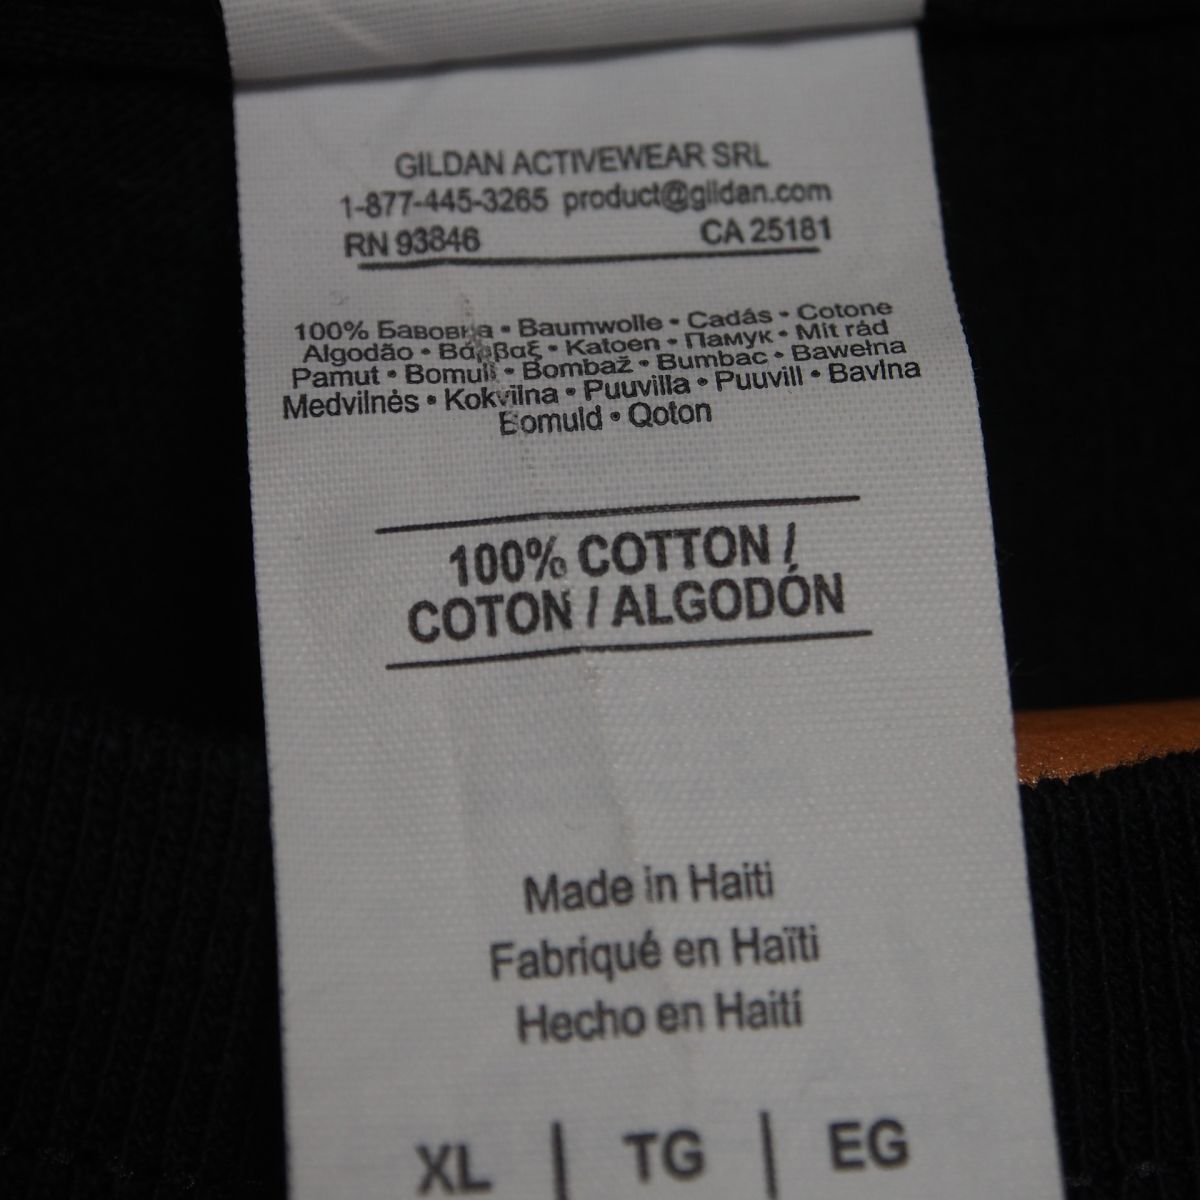 GILDAN ACTIVEWEAR SRL
1-877-445-3265 product@gildan.com
RN 93846 CA 25181
100% Бавовна • Baumwolle • Cadás • Cotone
Algodão • Βάμβαξ • Katoen • Памук • Mit rád
Pamut • Bomull • Bombaž • Bumbac • Bawełna
Medvilnės • Kokvilna • Puuvilla • Puuvill • Bavlna
Bomuld • Qoton
100% COTTON /
COTON / ALGODÓN
Made in Haiti
Fabriqué en Haïti
Hecho en Haití
XL | TG | EG